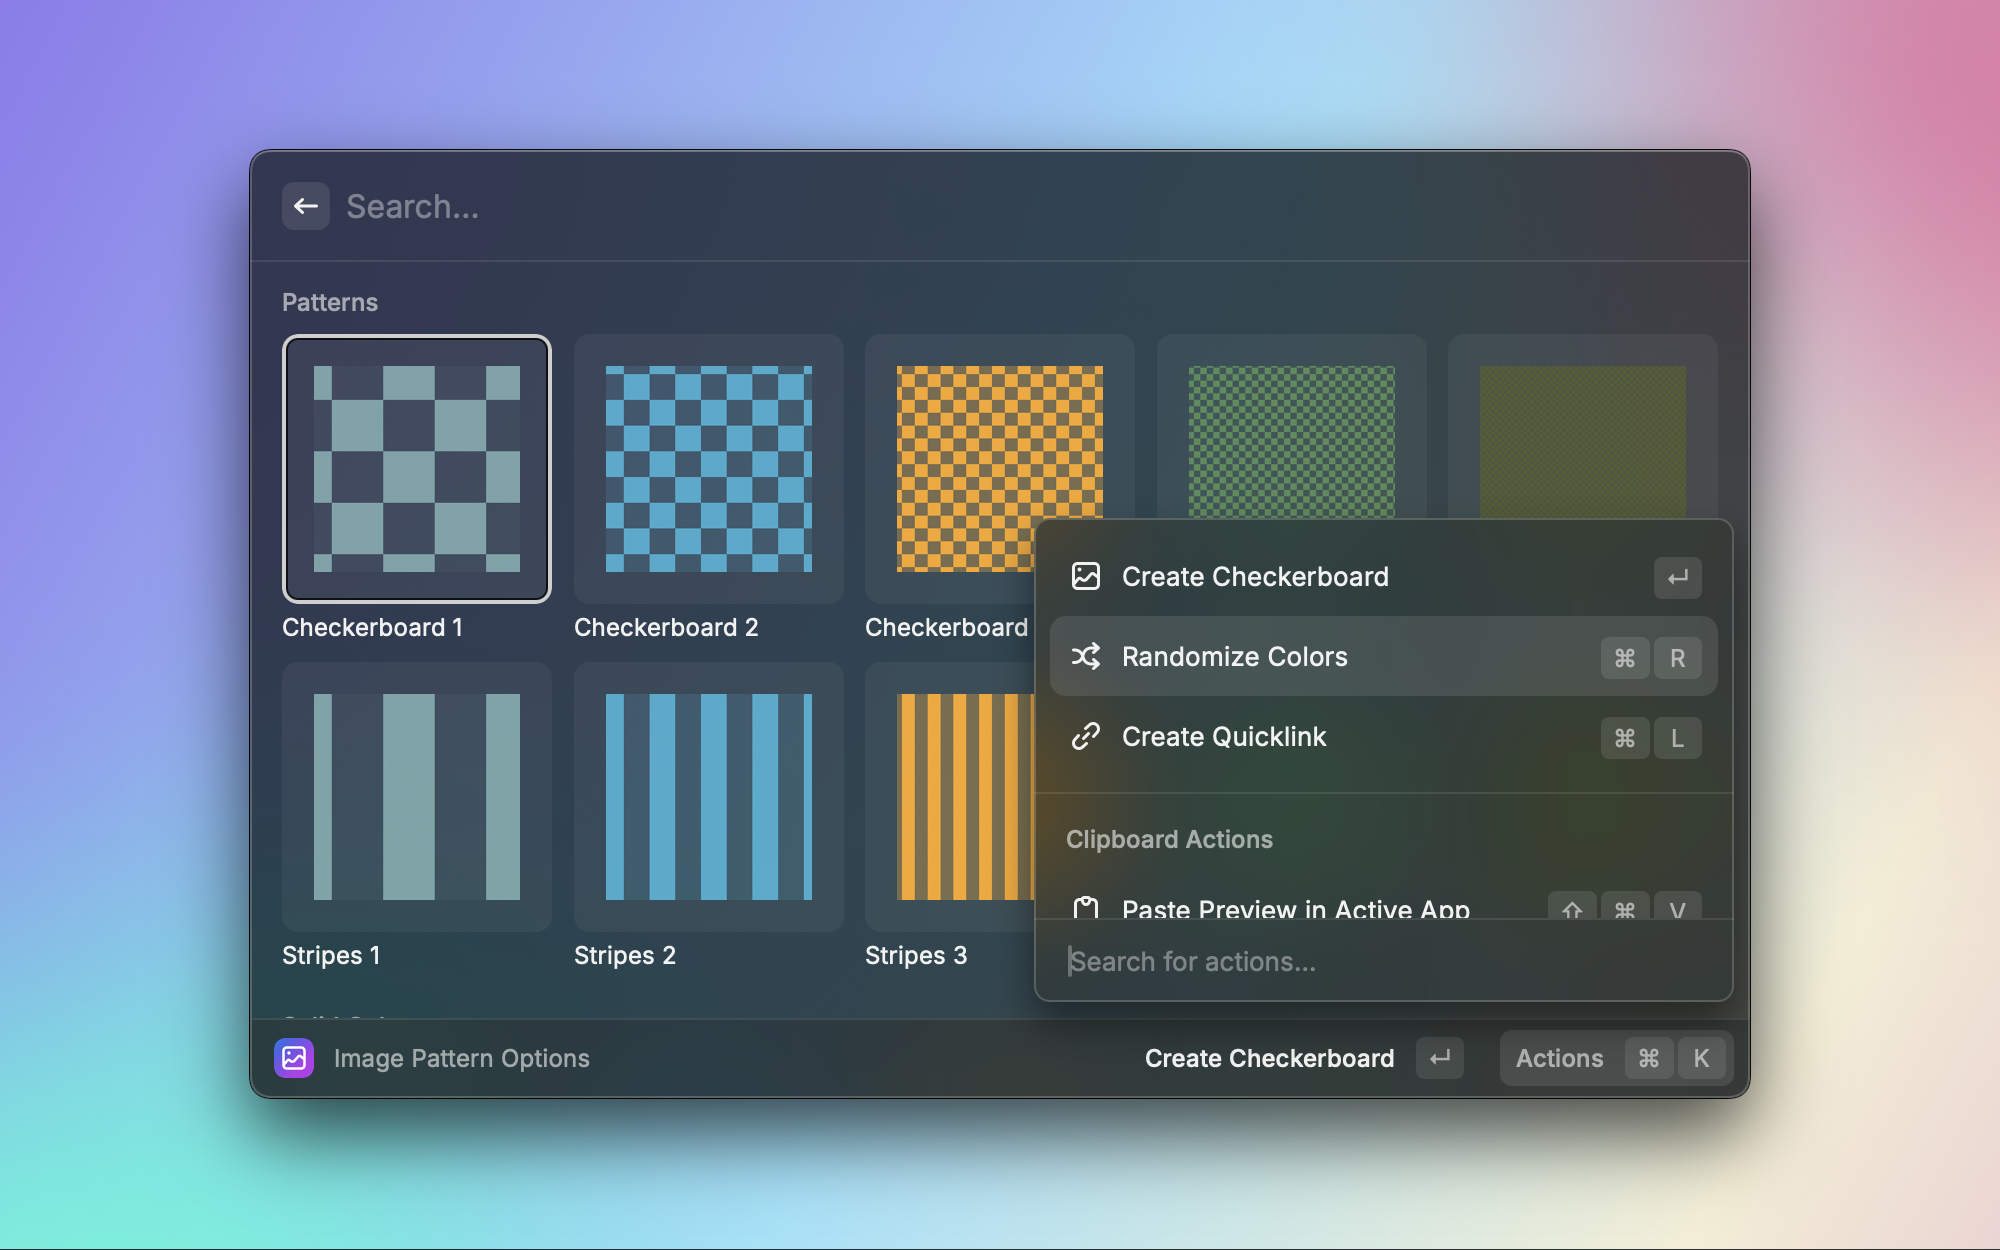 Search...
Patterns
Checkerboard 1
Checkerboard 2
Checkerboard
Stripes 1
Stripes 2
Stripes 3
Create Checkerboard ↵
Randomize Colors ⌘ R
Create Quicklink ⌘ L
Clipboard Actions
Paste Preview in Active App ⇧ ⌘ V
Search for actions...
Image Pattern Options
Create Checkerboard ↵
Actions ⌘ K